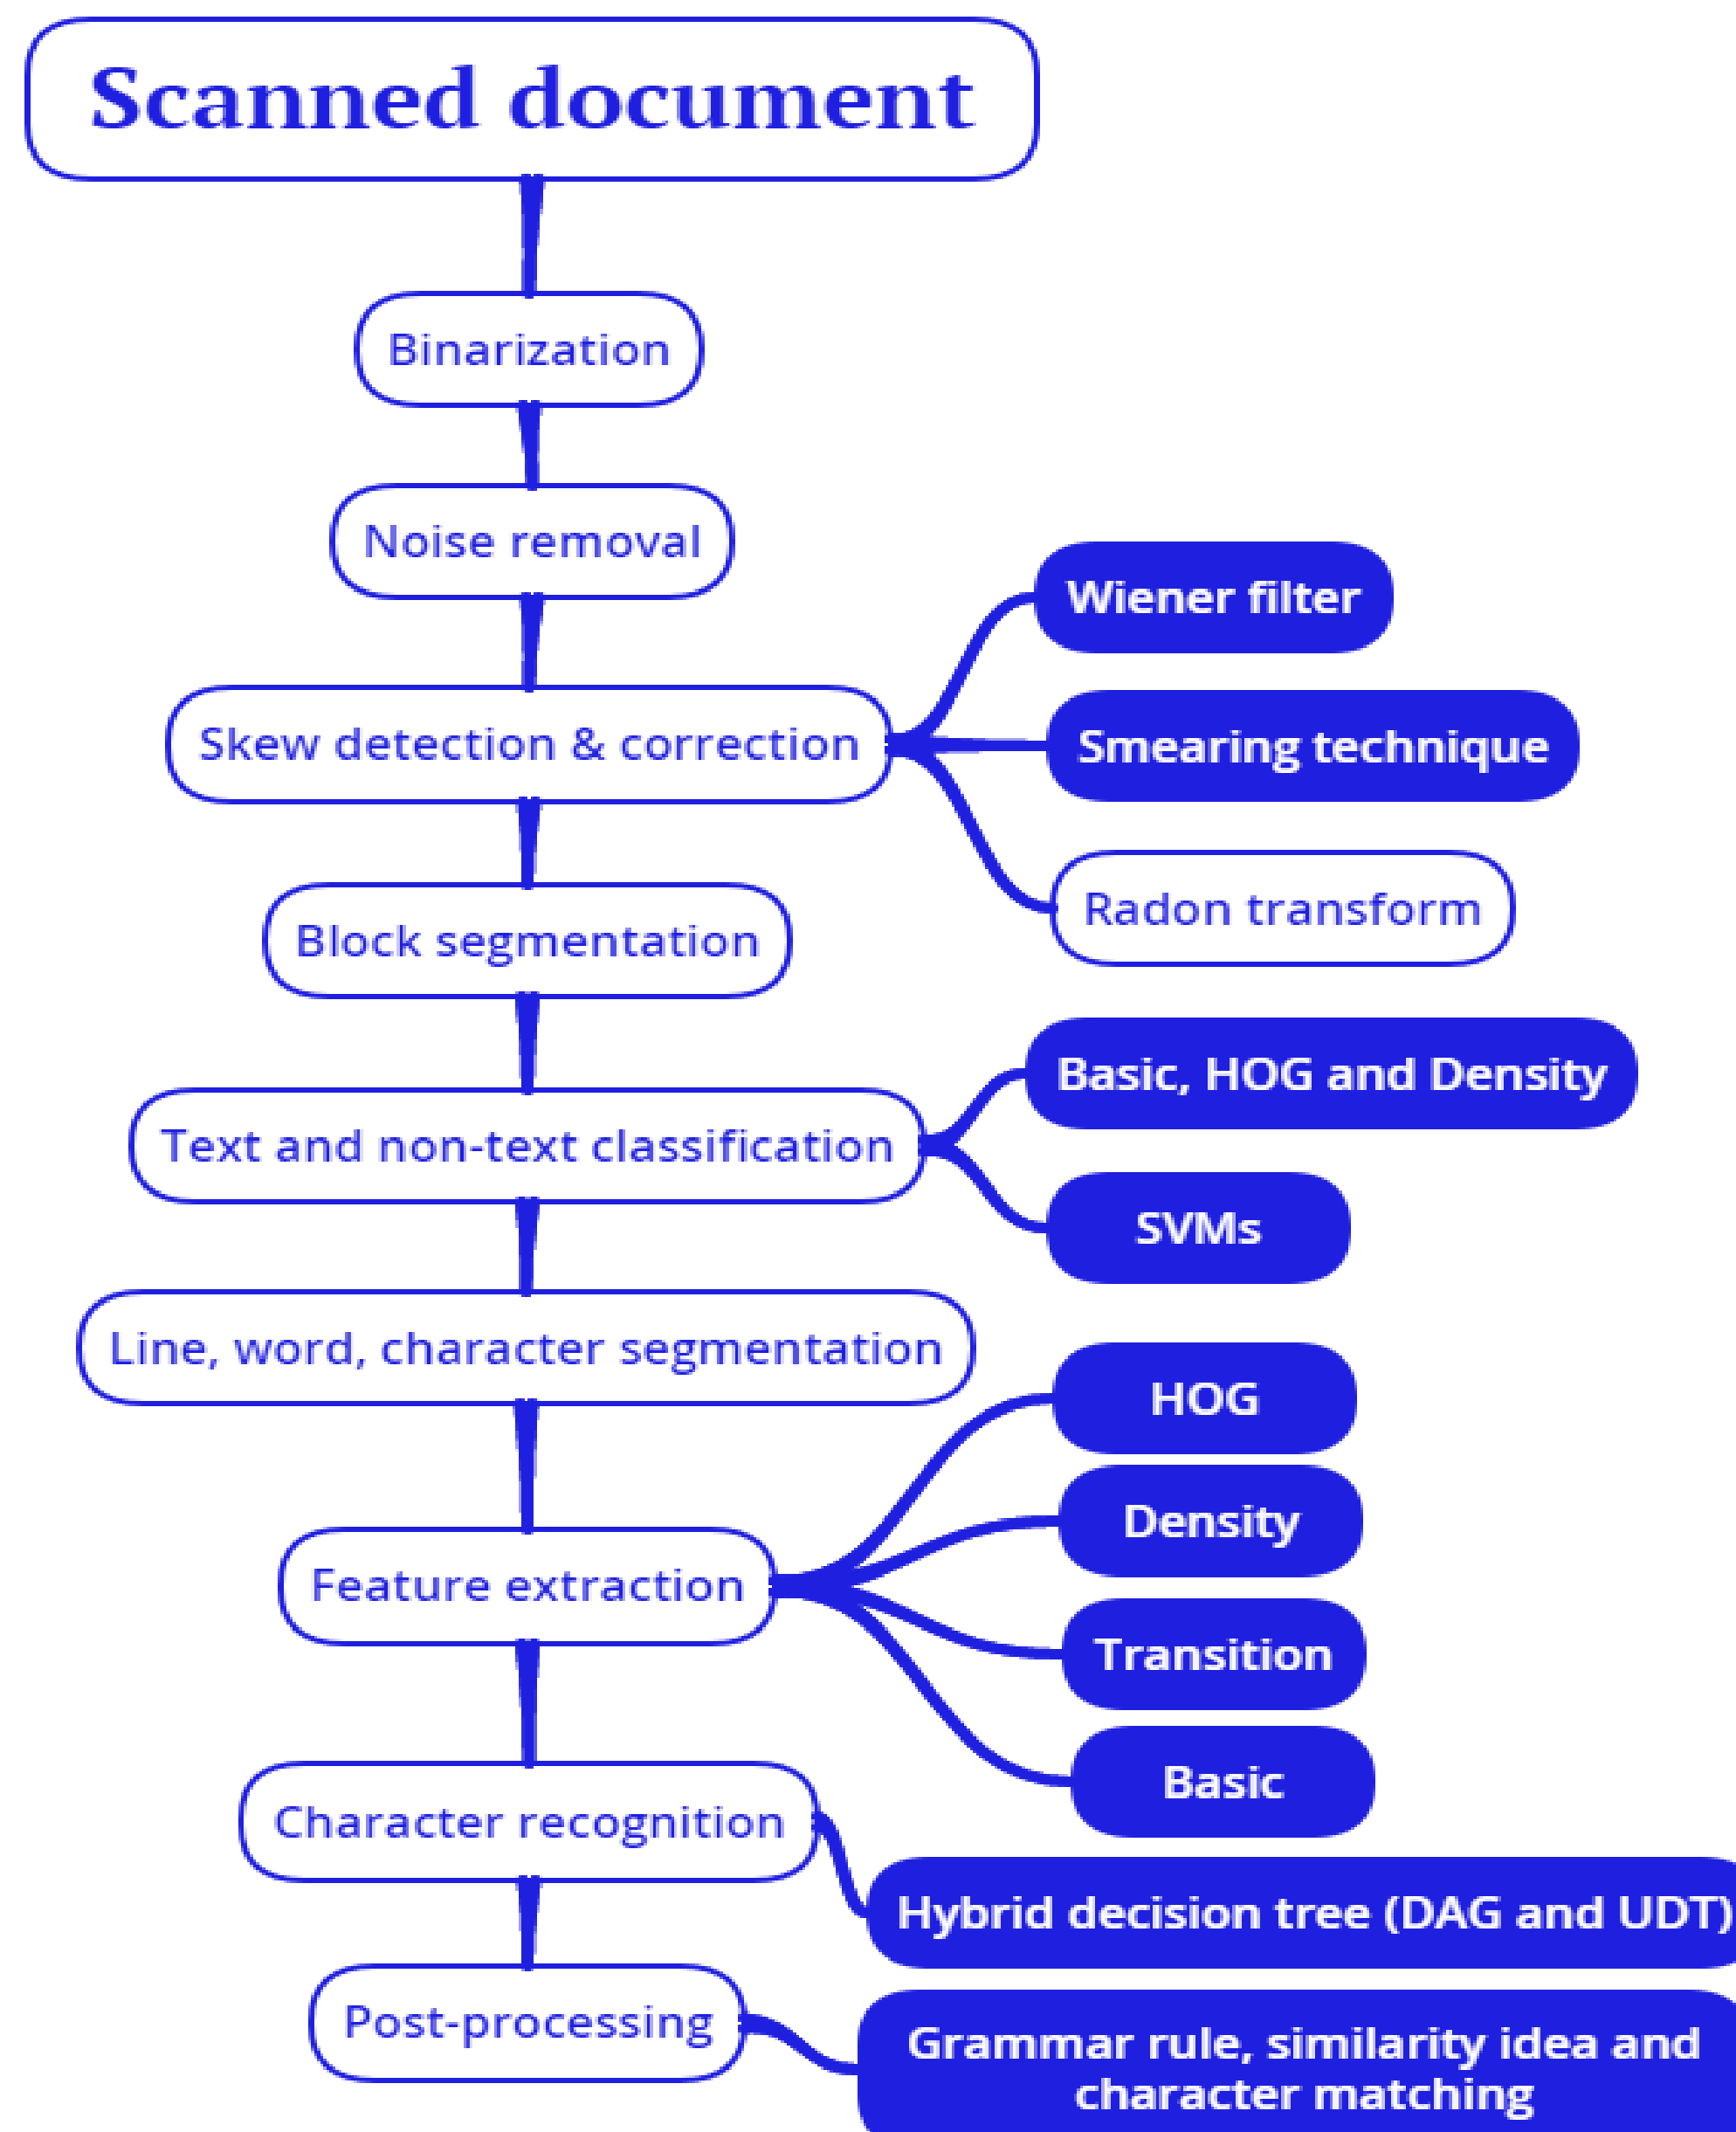 Scanned document
Binarization
Noise removal
Skew detection & correction
Wiener filter
Smearing technique
Radon transform
Block segmentation
Text and non-text classification
Basic, HOG and Density
SVMs
Line, word, character segmentation
Feature extraction
HOG
Density
Transition
Basic
Character recognition
Hybrid decision tree (DAG and UDT)
Post-processing
Grammar rule, similarity idea and
character matching